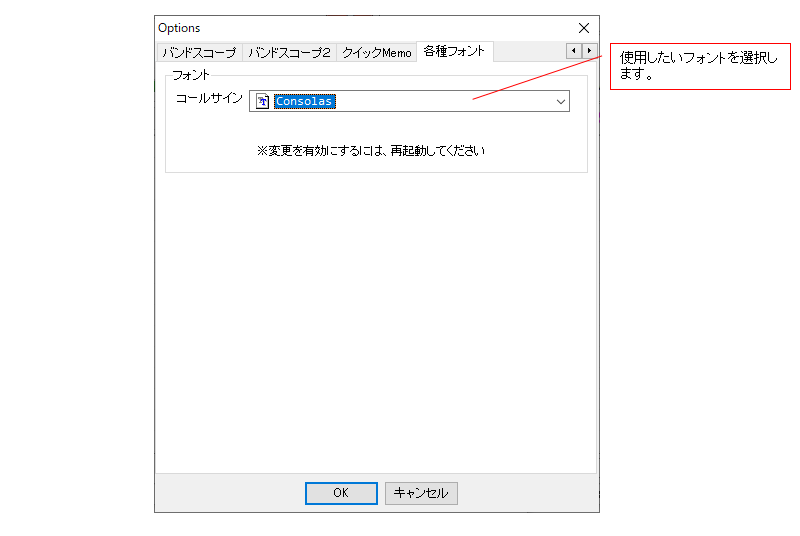 Options
バンドスコープ バンドスコープ２ クイックMemo 各種フォント
フォント
コールサイン Consolas
※変更を有効にするには、再起動してください
OK キャンセル
使用したいフォントを選択し
ます。